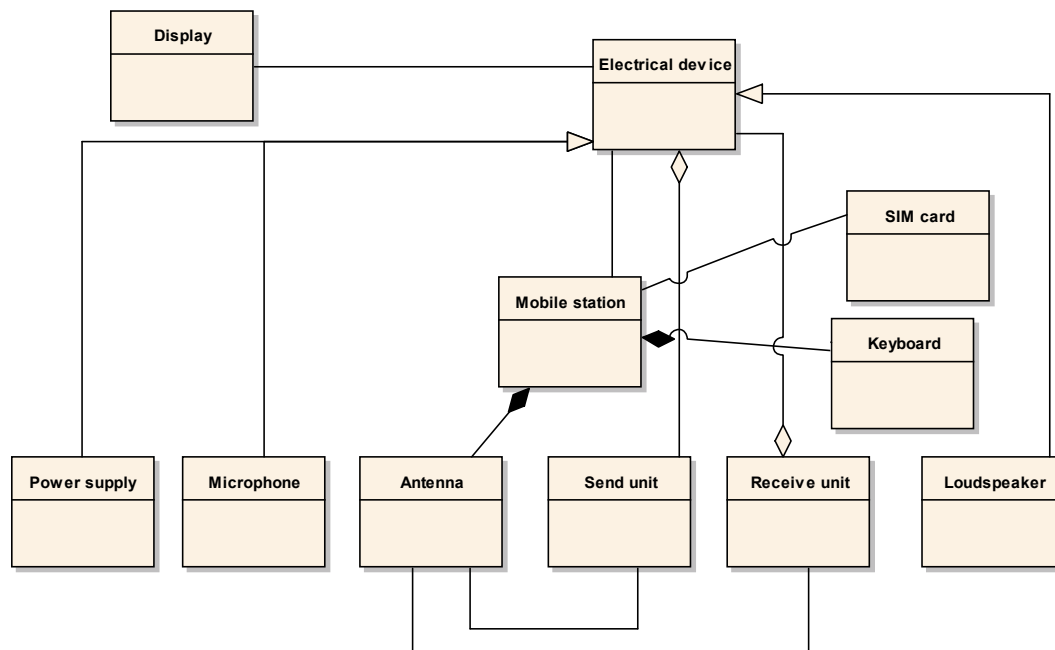 Display
Electrical device
SIM card
Mobile station
Keyboard
Power supply
Microphone
Antenna
Send unit
Receive unit
Loudspeaker